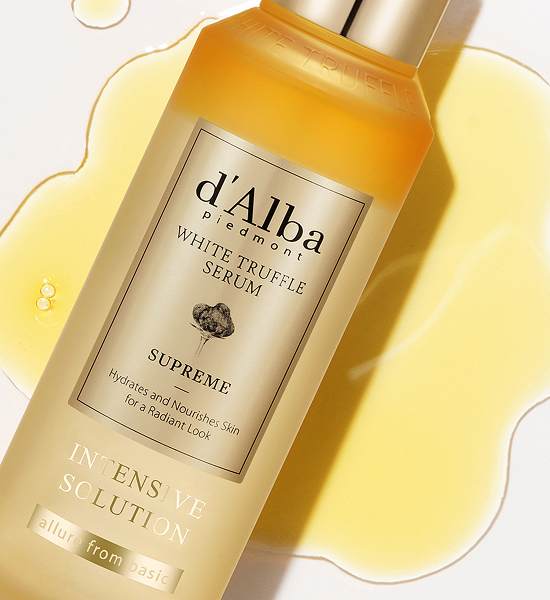 WHITE TRUFFLE
d'Alba
Piedmont
WHITE TRUFFLE
SERUM
SUPREME
Hydrates and Nourishes Skin
for a Radiant Look
INTENSIVE
SOLUTION
allure from basic